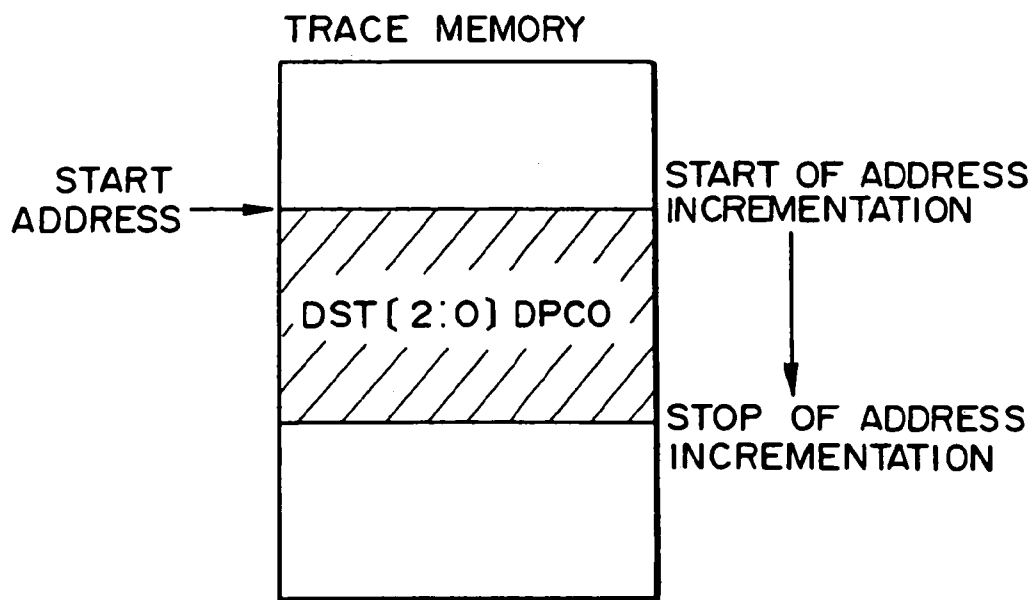 TRACE MEMORY
START
ADDRESS
START OF ADDRESS
INCREMENTATION
DST[2:0] DPCO
STOP OF ADDRESS
INCREMENTATION